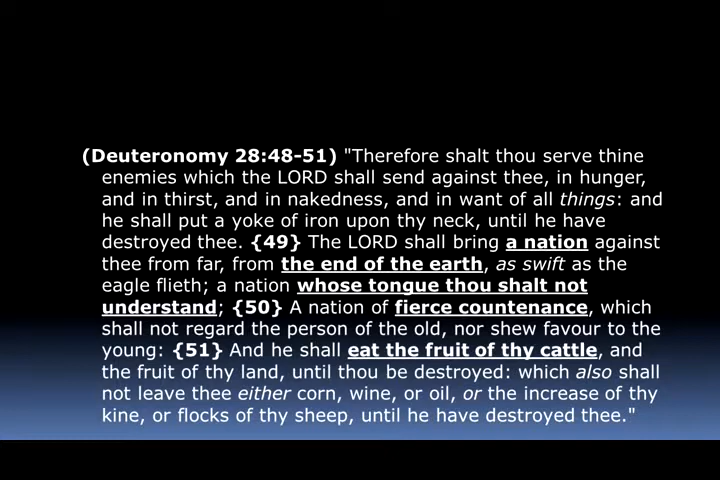 (Deuteronomy 28:48-51) "Therefore shalt thou serve thine
enemies which the LORD shall send against thee, in hunger,
and in thirst, and in nakedness, and in want of all things: and
he shall put a yoke of iron upon thy neck, until he have
destroyed thee. {49} The LORD shall bring a nation against
thee from far, from the end of the earth, as swift as the
eagle flieth; a nation whose tongue thou shalt not
understand; {50} A nation of fierce countenance, which
shall not regard the person of the old, nor shew favour to the
young: {51} And he shall eat the fruit of thy cattle, and
the fruit of thy land, until thou be destroyed: which also shall
not leave thee either corn, wine, or oil, or the increase of thy
kine, or flocks of thy sheep, until he have destroyed thee."